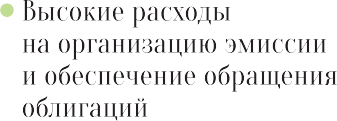 Высокие расходы
на организацию эмиссии
и обеспечение обращения
облигаций